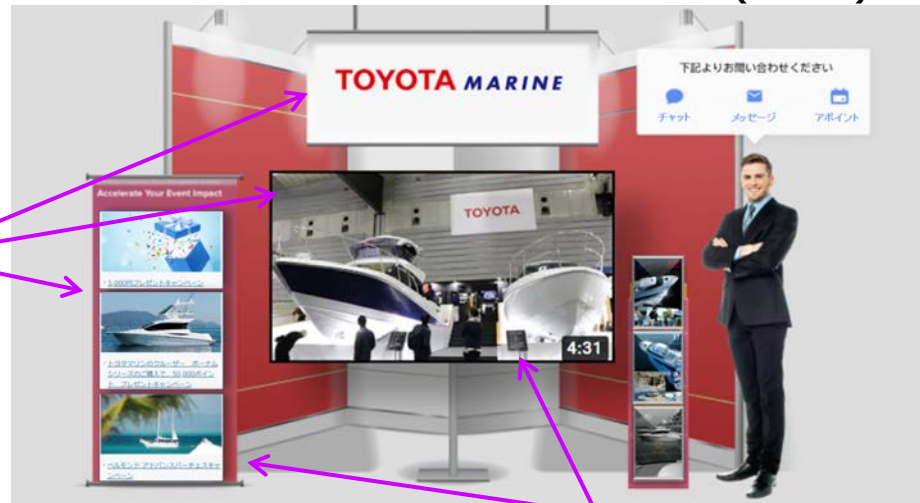 TOYOTA MARINE
下記よりお問い合わせください
チャット
メッセージ
アポイント
Accelerate Your Event Impact
5,000円プレゼントキャンペーン
トヨタマリンのクルーザー ポーナム
シリーズのご購入で、50,000ポイン
ト プレゼントキャンペーン
ベルモンド アドバンスパーチェスキャ
ンペーン
TOYOTA
4:31